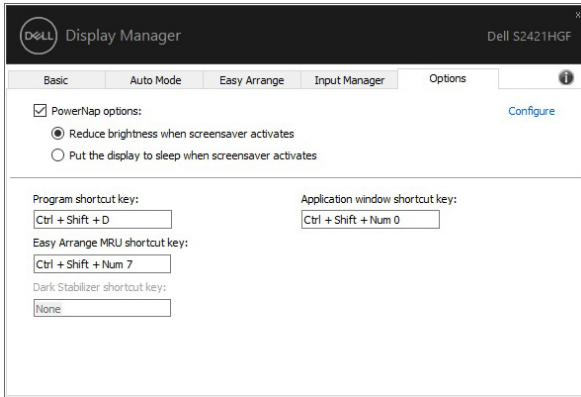 DELL Display Manager
Dell S2421HGF
x
Basic
Auto Mode
Easy Arrange
Input Manager
Options
i
PowerNap options:
Configure
Reduce brightness when screensaver activates
Put the display to sleep when screensaver activates
Program shortcut key:
Application window shortcut key:
Ctrl + Shift + D
Ctrl + Shift + Num 0
Easy Arrange MRU shortcut key:
Ctrl + Shift + Num 7
Dark Stabilizer shortcut key:
None